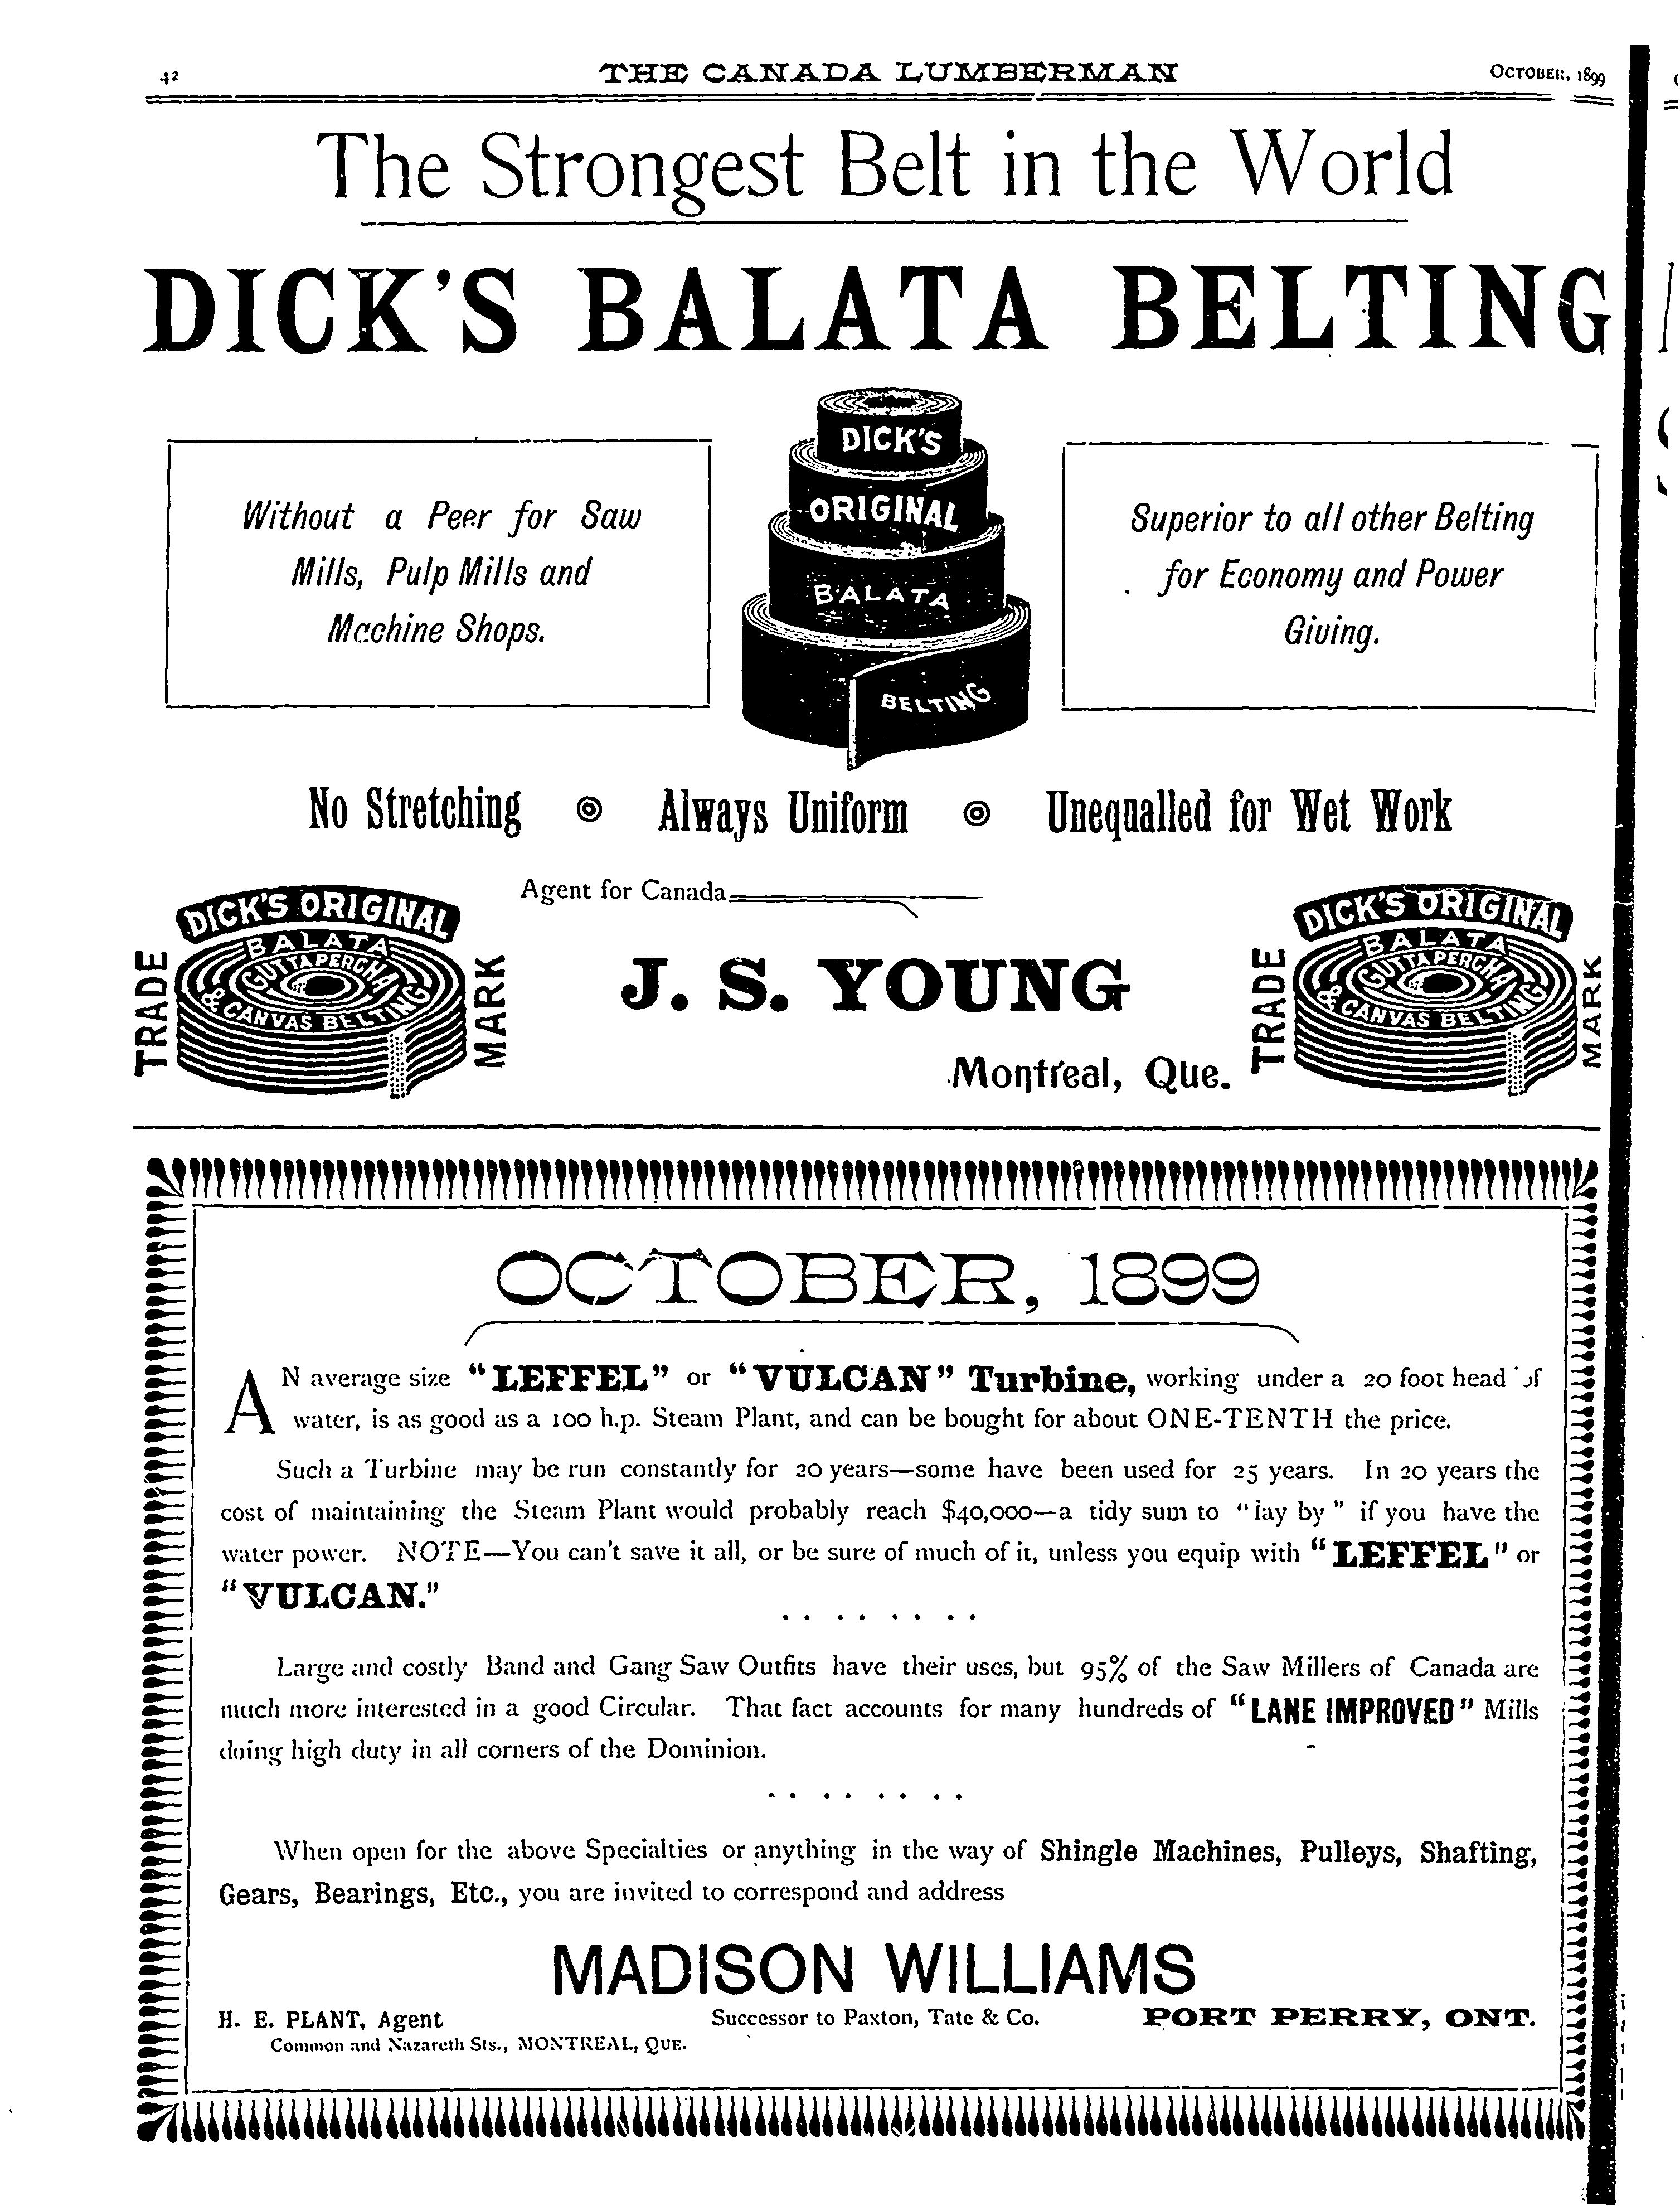 42
THE CANADA LUMBERMAN
OCTOBER, 1899
The Strongest Belt in the World
DICK'S BALATA BELTING
Without a Peer for Saw
Mills, Pulp Mills and
Machine Shops.
DICK'S
ORIGINAL
BALATA
BELTING
Superior to all other Belting
for Economy and Power
Giving.
No Stretching ◎ Always Uniform ◎ Unequalled for Wet Work
Agent for Canada
TRADE
DICK'S ORIGINAL
BALATA
GUTTA PERCHA
& CANVAS BELTING
MARK
J. S. YOUNG
Montreal, Que.
TRADE
DICK'S ORIGINAL
BALATA
GUTTA PERCHA
& CANVAS BELTING
MARK
OCTOBER, 1899
AN average size "LEFFEL" or "VULCAN" Turbine, working under a 20 foot head of
water, is as good as a 100 h.p. Steam Plant, and can be bought for about ONE-TENTH the price.
Such a Turbine may be run constantly for 20 years—some have been used for 25 years. In 20 years the
cost of maintaining the Steam Plant would probably reach $40,000—a tidy sum to "lay by" if you have the
water power. NOTE—You can't save it all, or be sure of much of it, unless you equip with "LEFFEL" or
"VULCAN."
Large and costly Band and Gang Saw Outfits have their uses, but 95% of the Saw Millers of Canada are
much more interested in a good Circular. That fact accounts for many hundreds of "LANE IMPROVED" Mills
doing high duty in all corners of the Dominion.
When open for the above Specialties or anything in the way of Shingle Machines, Pulleys, Shafting,
Gears, Bearings, Etc., you are invited to correspond and address
MADISON WILLIAMS
H. E. PLANT, Agent
Successor to Paxton, Tate & Co.
PORT PERRY, ONT.
Common and Nazareth Sts., MONTREAL, QUE.